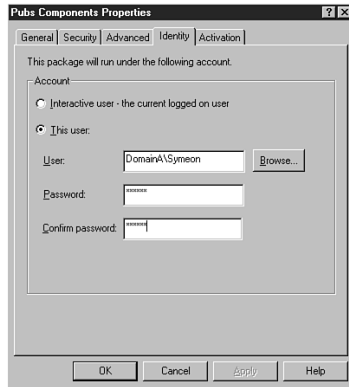 Pubs Components Properties
General Security Advanced Identity Activation
This package will run under the following account.
Account
Interactive user - the current logged on user
This user:
User: DomainA\Symeon Browse...
Password: ******
Confirm password: ******
OK Cancel Apply Help